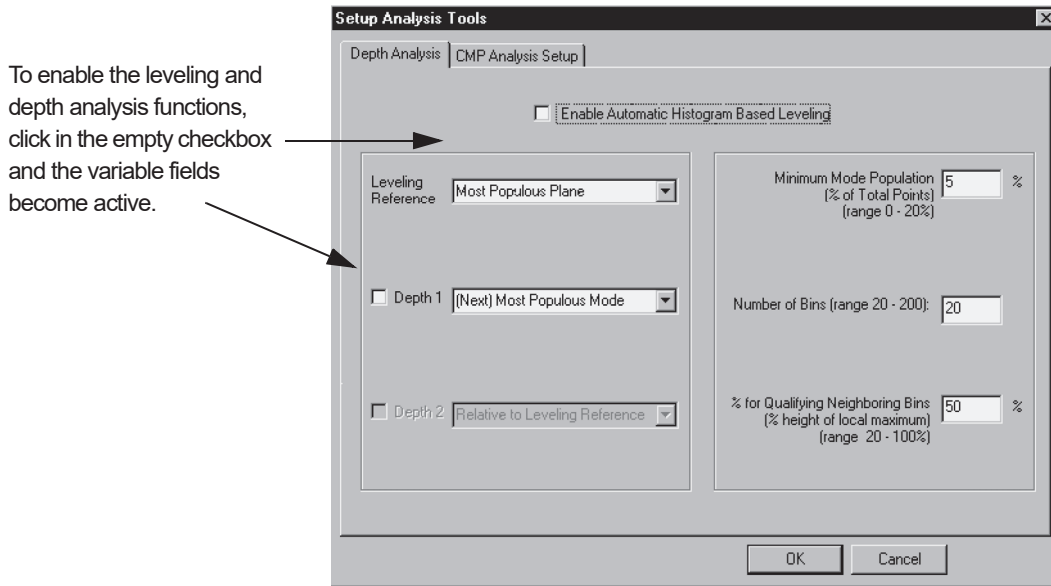 Setup Analysis Tools
Depth Analysis
CMP Analysis Setup
To enable the leveling and
depth analysis functions,
click in the empty checkbox
and the variable fields
become active.
Enable Automatic Histogram Based Leveling
Leveling
Reference
Most Populous Plane
Depth 1
(Next) Most Populous Mode
Depth 2
Relative to Leveling Reference
Minimum Mode Population
(% of Total Points)
(range 0 - 20%)
5
%
Number of Bins (range 20 - 200):
20
% for Qualifying Neighboring Bins
(% height of local maximum)
(range 20 - 100%)
50
%
OK
Cancel